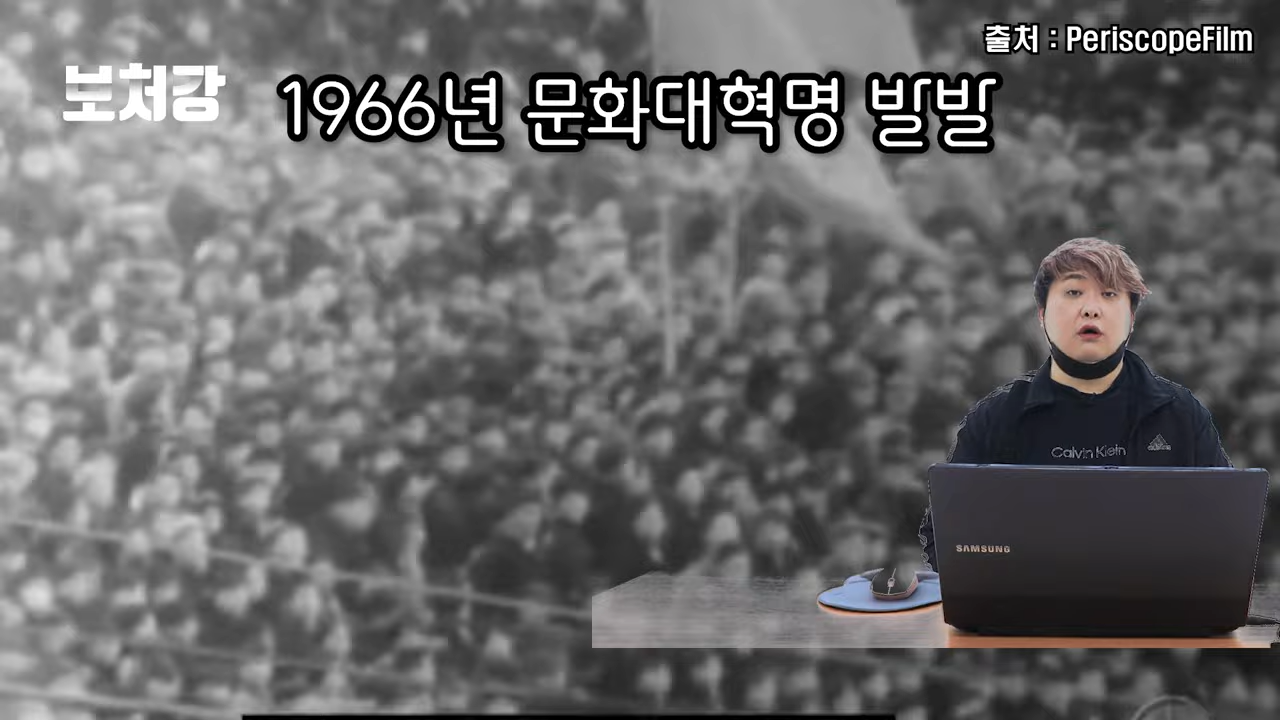 출처 : PeriscopeFilm
보처강
1966년 문화대혁명 발발
Calvin Klein
adidas
SAMSUNG